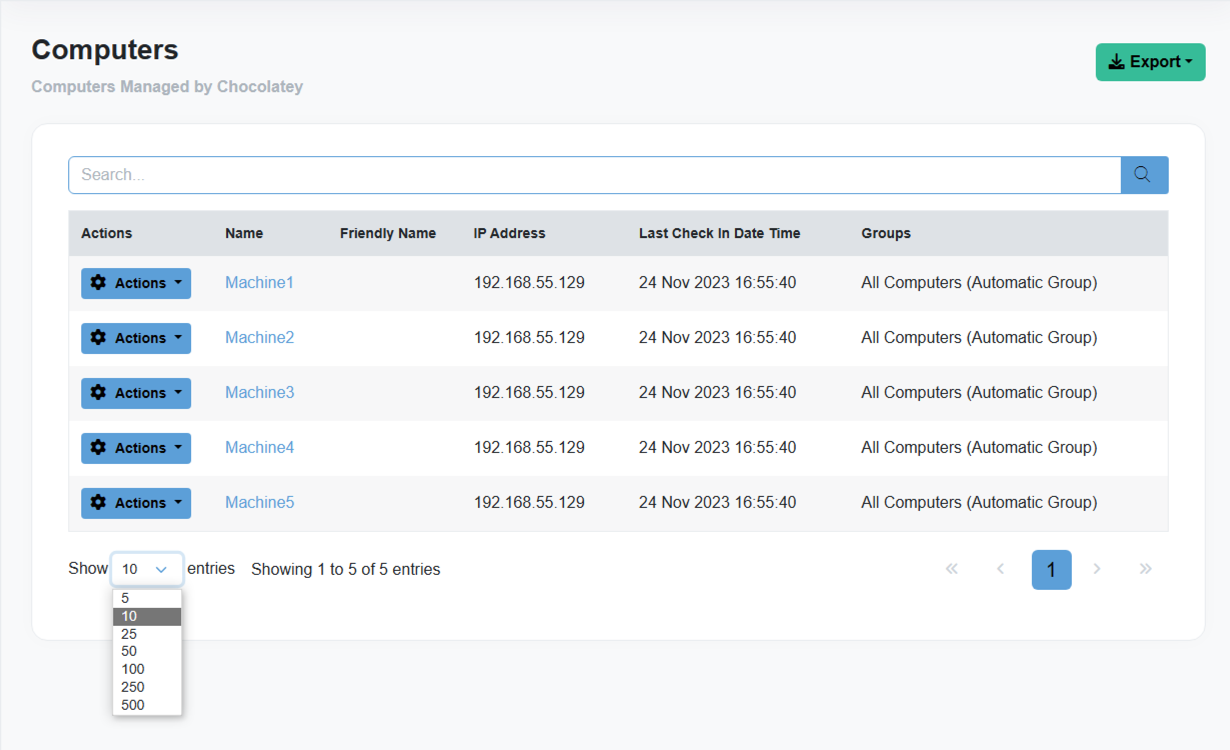 Computers
Export
Computers Managed by Chocolatey
Search...
Actions Name Friendly Name IP Address Last Check In Date Time Groups
Actions Machine1 192.168.55.129 24 Nov 2023 16:55:40 All Computers (Automatic Group)
Actions Machine2 192.168.55.129 24 Nov 2023 16:55:40 All Computers (Automatic Group)
Actions Machine3 192.168.55.129 24 Nov 2023 16:55:40 All Computers (Automatic Group)
Actions Machine4 192.168.55.129 24 Nov 2023 16:55:40 All Computers (Automatic Group)
Actions Machine5 192.168.55.129 24 Nov 2023 16:55:40 All Computers (Automatic Group)
Show 10 entries Showing 1 to 5 of 5 entries « ‹ 1 › »
5
10
25
50
100
250
500